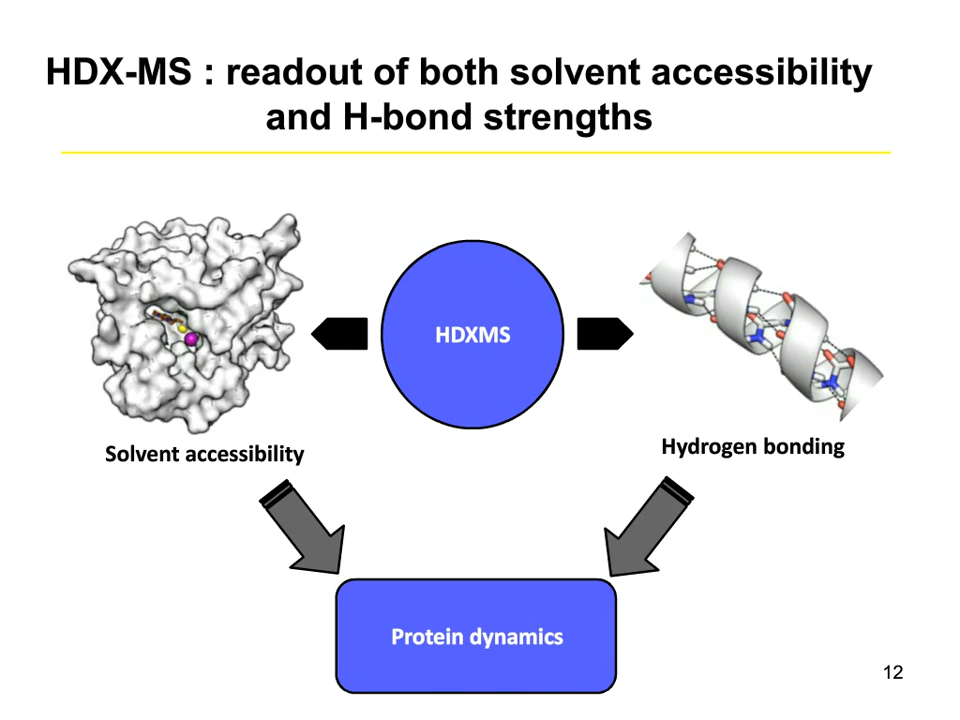 HDX-MS : readout of both solvent accessibility
and H-bond strengths
HDXMS
Solvent accessibility
Hydrogen bonding
Protein dynamics
12